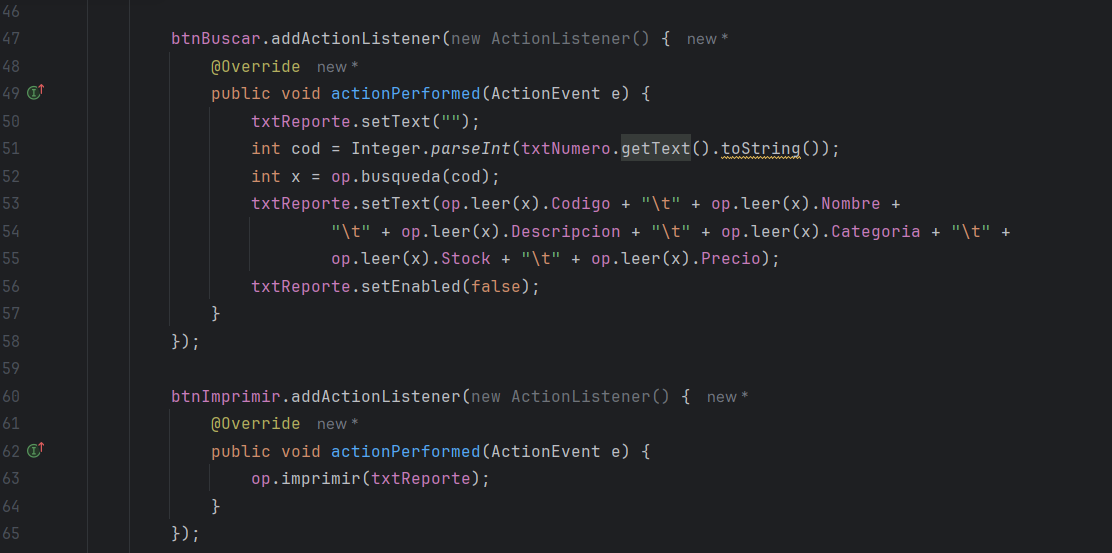 46
47 btnBuscar.addActionListener(new ActionListener() { new *
48 @Override new *
49 public void actionPerformed(ActionEvent e) {
50 txtReporte.setText("");
51 int cod = Integer.parseInt(txtNumero.getText().toString());
52 int x = op.busqueda(cod);
53 txtReporte.setText(op.leer(x).Codigo + "\t" + op.leer(x).Nombre +
54 "\t" + op.leer(x).Descripcion + "\t" + op.leer(x).Categoria + "\t" +
55 op.leer(x).Stock + "\t" + op.leer(x).Precio);
56 txtReporte.setEnabled(false);
57 }
58 });
59
60 btnImprimir.addActionListener(new ActionListener() { new *
61 @Override new *
62 public void actionPerformed(ActionEvent e) {
63 op.imprimir(txtReporte);
64 }
65 });